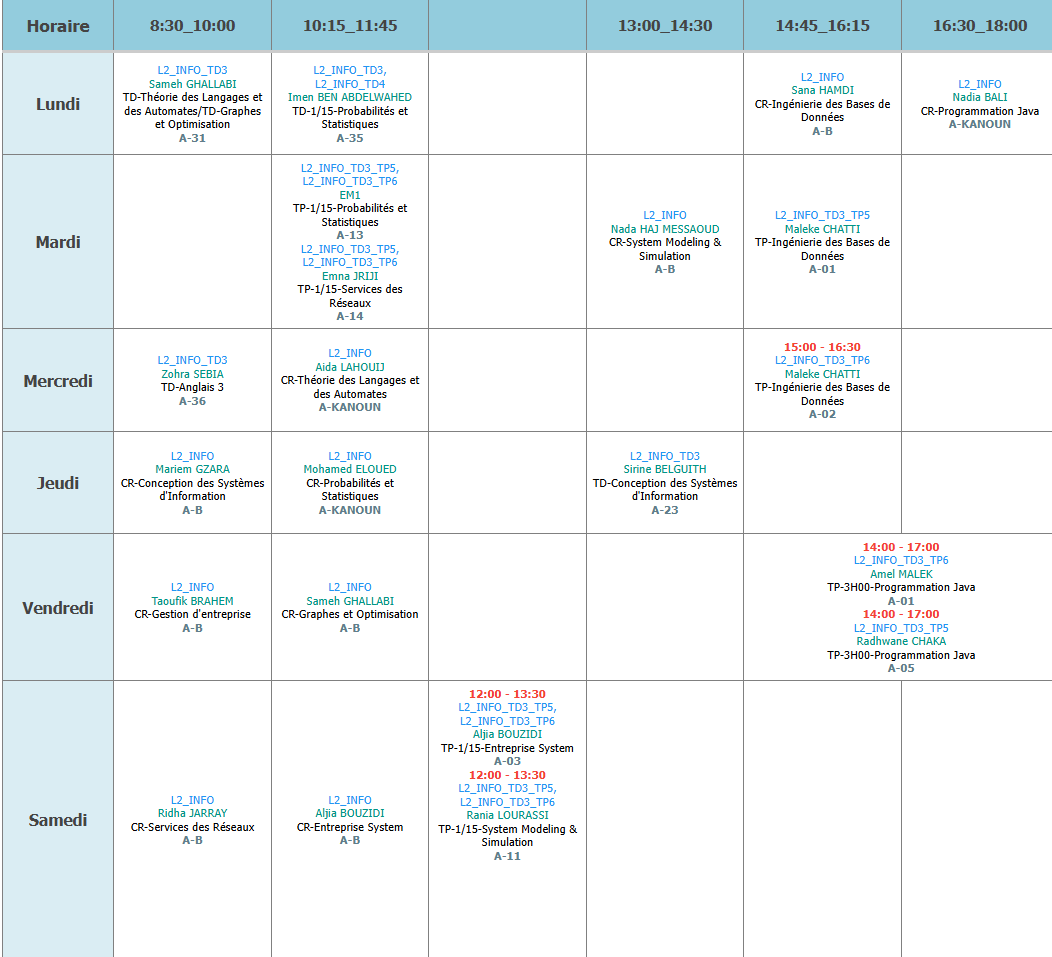 Horaire
8:30_10:00
10:15_11:45
13:00_14:30
14:45_16:15
16:30_18:00
Lundi
L2_INFO_TD3
Sameh GHALLABI
TD-Théorie des Langages et
des Automates/TD-Graphes
et Optimisation
A-31
L2_INFO_TD3,
L2_INFO_TD4
Imen BEN ABDELWAHED
TD-1/15-Probabilités et
Statistiques
A-35
L2_INFO
Sana HAMDI
CR-Ingénierie des Bases de
Données
A-B
L2_INFO
Nadia BALI
CR-Programmation Java
A-KANOUN
Mardi
L2_INFO_TD3_TP5,
L2_INFO_TD3_TP6
EM1
TP-1/15-Probabilités et
Statistiques
A-13
L2_INFO_TD3_TP5,
L2_INFO_TD3_TP6
Emna JRIJI
TP-1/15-Services des
Réseaux
A-14
L2_INFO
Nada HAJ MESSAOUD
CR-System Modeling &
Simulation
A-B
L2_INFO_TD3_TP5
Maleke CHATTI
TP-Ingénierie des Bases de
Données
A-01
Mercredi
L2_INFO_TD3
Zohra SEBIA
TD-Anglais 3
A-36
L2_INFO
Aida LAHOUIJ
CR-Théorie des Langages et
des Automates
A-KANOUN
15:00 - 16:30
L2_INFO_TD3_TP6
Maleke CHATTI
TP-Ingénierie des Bases de
Données
A-02
Jeudi
L2_INFO
Mariem GZARA
CR-Conception des Systèmes
d'Information
A-B
L2_INFO
Mohamed ELOUED
CR-Probabilités et
Statistiques
A-KANOUN
L2_INFO_TD3
Sirine BELGUITH
TD-Conception des Systèmes
d'Information
A-23
Vendredi
L2_INFO
Taoufik BRAHEM
CR-Gestion d'entreprise
A-B
L2_INFO
Sameh GHALLABI
CR-Graphes et Optimisation
A-B
14:00 - 17:00
L2_INFO_TD3_TP6
Amel MALEK
TP-3H00-Programmation Java
A-01
14:00 - 17:00
L2_INFO_TD3_TP5
Radhwane CHAKA
TP-3H00-Programmation Java
A-05
Samedi
L2_INFO
Ridha JARRAY
CR-Services des Réseaux
A-B
L2_INFO
Aljia BOUZIDI
CR-Entreprise System
A-B
12:00 - 13:30
L2_INFO_TD3_TP5,
L2_INFO_TD3_TP6
Aljia BOUZIDI
TP-1/15-Entreprise System
A-03
12:00 - 13:30
L2_INFO_TD3_TP5,
L2_INFO_TD3_TP6
Rania LOURASSI
TP-1/15-System Modeling &
Simulation
A-11